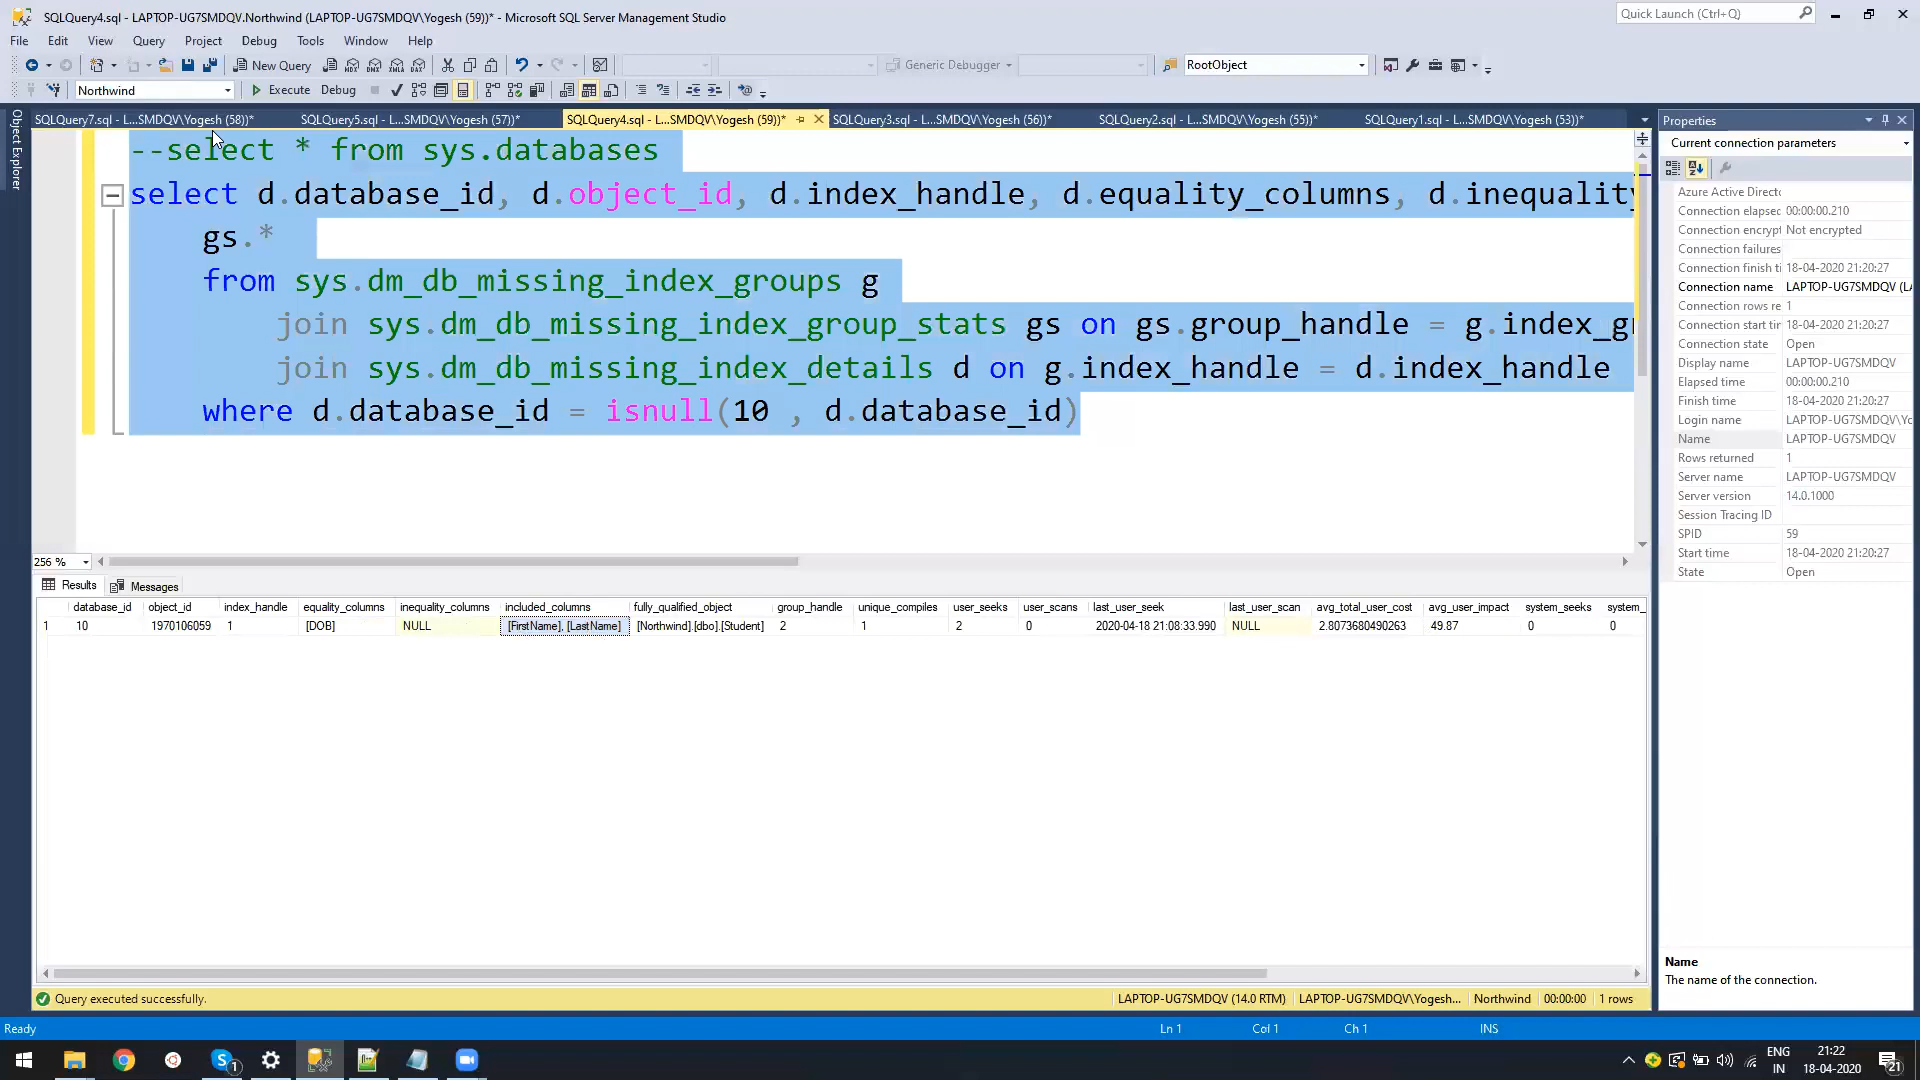 SQLQuery4.sql - LAPTOP-UG7SMDQV.Northwind (LAPTOP-UG7SMDQV\Yogesh (59))* - Microsoft SQL Server Management Studio
Quick Launch (Ctrl+Q)
File Edit View Query Project Debug Tools Window Help
New Query
Generic Debugger
RootObject
Northwind
Execute Debug
Object Explorer
SQLQuery7.sql - L...SMDQV\Yogesh (58))* SQLQuery5.sql - L...SMDQV\Yogesh (57))* SQLQuery4.sql - L...SMDQV\Yogesh (59))* SQLQuery3.sql - L...SMDQV\Yogesh (56))* SQLQuery2.sql - L...SMDQV\Yogesh (55))* SQLQuery1.sql - L...SMDQV\Yogesh (53))*
--select * from sys.databases
select d.database_id, d.object_id, d.index_handle, d.equality_columns, d.inequality
gs.*
from sys.dm_db_missing_index_groups g
join sys.dm_db_missing_index_group_stats gs on gs.group_handle = g.index_gr
join sys.dm_db_missing_index_details d on g.index_handle = d.index_handle
where d.database_id = isnull(10 , d.database_id)
256 %
Results Messages
database_id object_id index_handle equality_columns inequality_columns included_columns fully_qualified_object group_handle unique_compiles user_seeks user_scans last_user_seek last_user_scan avg_total_user_cost avg_user_impact system_seeks system_
1 10 1970106059 1 [DOB] NULL [FirstName], [LastName] [Northwind].[dbo].[Student] 2 1 2 0 2020-04-18 21:08:33.990 NULL 2.8073680490263 49.87 0 0
Query executed successfully.
LAPTOP-UG7SMDQV (14.0 RTM) LAPTOP-UG7SMDQV\Yogesh... Northwind 00:00:00 1 rows
Properties
Current connection parameters
Azure Active Directo
Connection elapsed 00:00:00.210
Connection encrypt Not encrypted
Connection failures
Connection finish ti 18-04-2020 21:20:27
Connection name LAPTOP-UG7SMDQV (LA
Connection rows re 1
Connection start tim 18-04-2020 21:20:27
Connection state Open
Display name LAPTOP-UG7SMDQV
Elapsed time 00:00:00.210
Finish time 18-04-2020 21:20:27
Login name LAPTOP-UG7SMDQV\Yo
Name LAPTOP-UG7SMDQV
Rows returned 1
Server name LAPTOP-UG7SMDQV
Server version 14.0.1000
Session Tracing ID
SPID 59
Start time 18-04-2020 21:20:27
State Open
Name
The name of the connection.
Ready
Ln 1 Col 1 Ch 1 INS
ENG
IN
21:22
18-04-2020
21